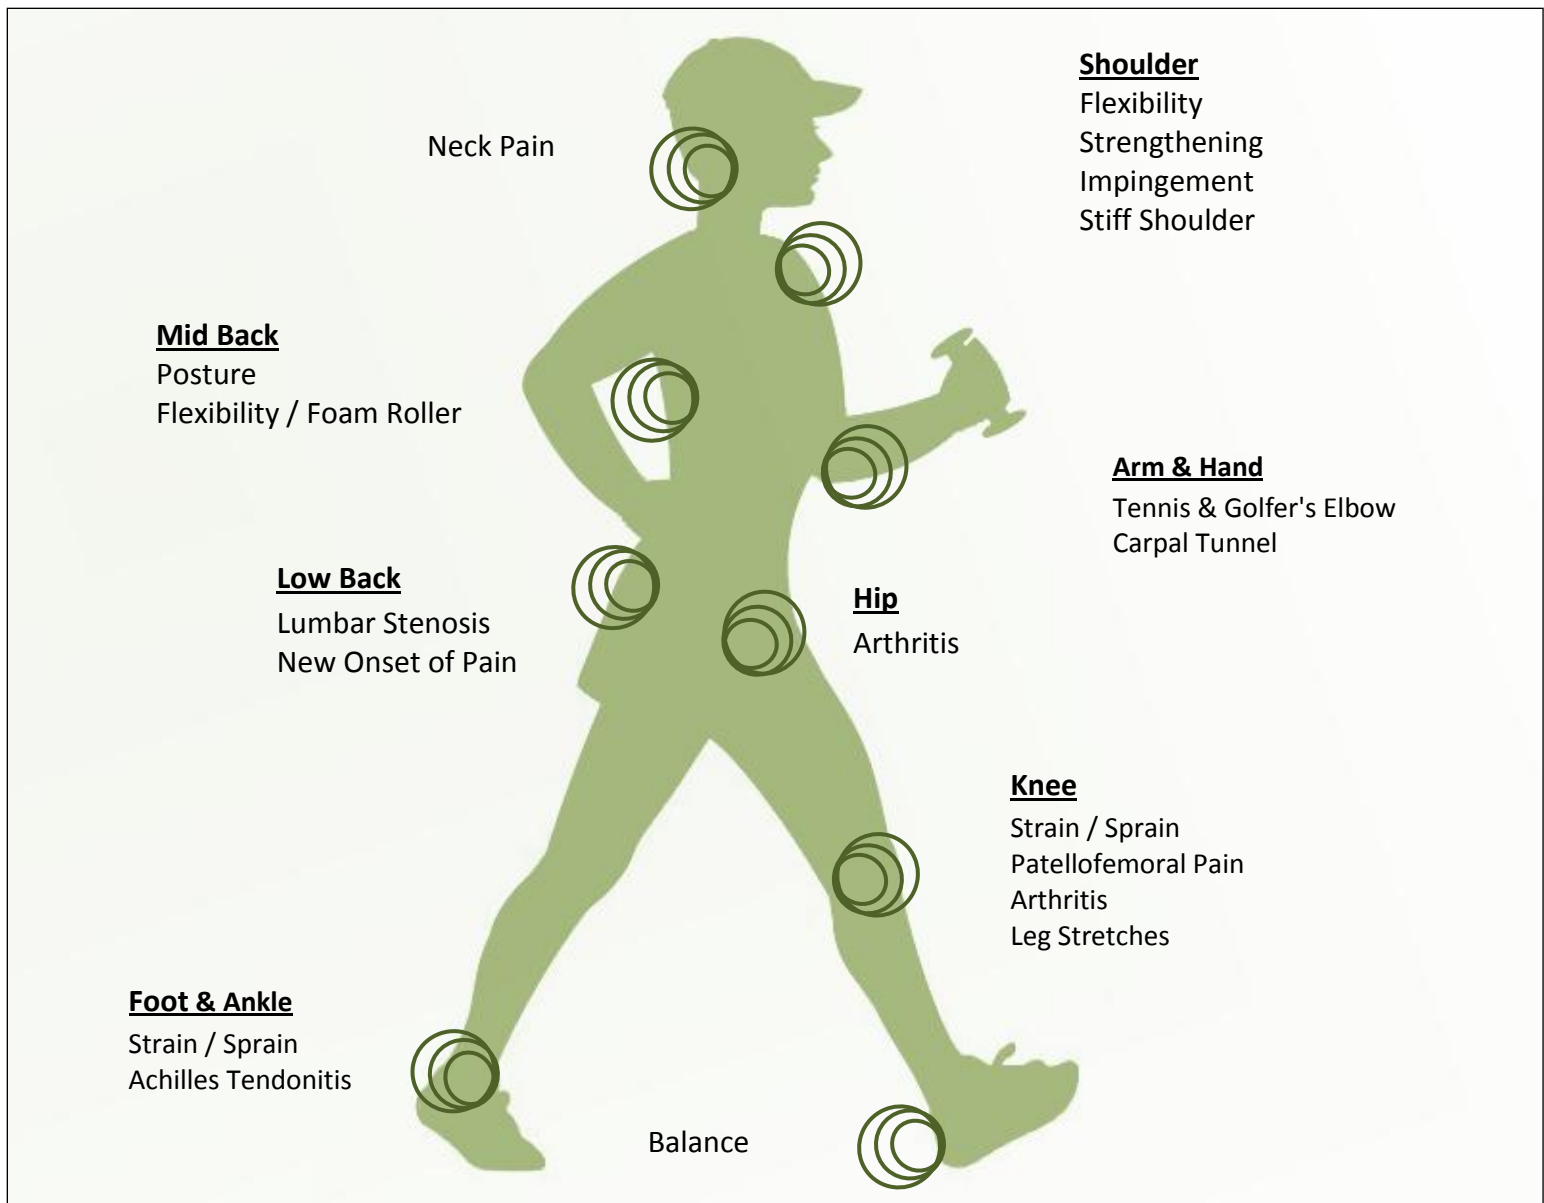 Neck Pain
Shoulder
Flexibility
Strengthening
Impingement
Stiff Shoulder
Mid Back
Posture
Flexibility / Foam Roller
Arm & Hand
Tennis & Golfer's Elbow
Carpal Tunnel
Low Back
Lumbar Stenosis
New Onset of Pain
Hip
Arthritis
Knee
Strain / Sprain
Patellofemoral Pain
Arthritis
Leg Stretches
Foot & Ankle
Strain / Sprain
Achilles Tendonitis
Balance